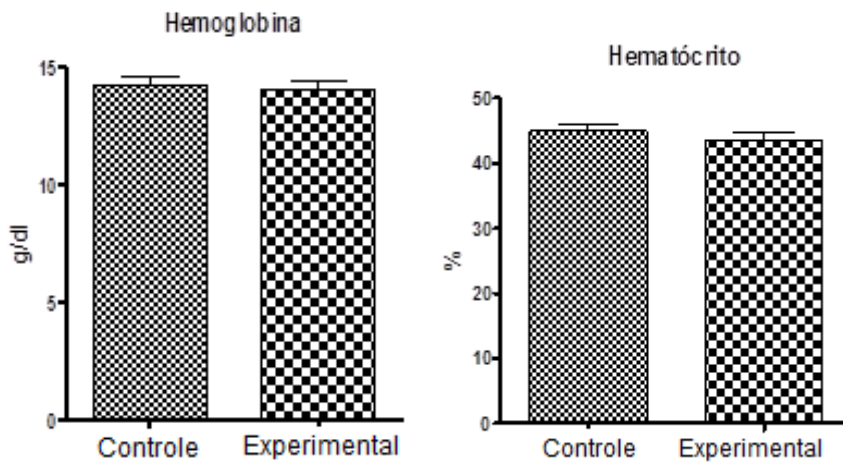 Hemoglobina
15
10
5
0
g/dl
Controle Experimental
Hematócrito
50
40
30
20
10
0
%
Controle Experimental